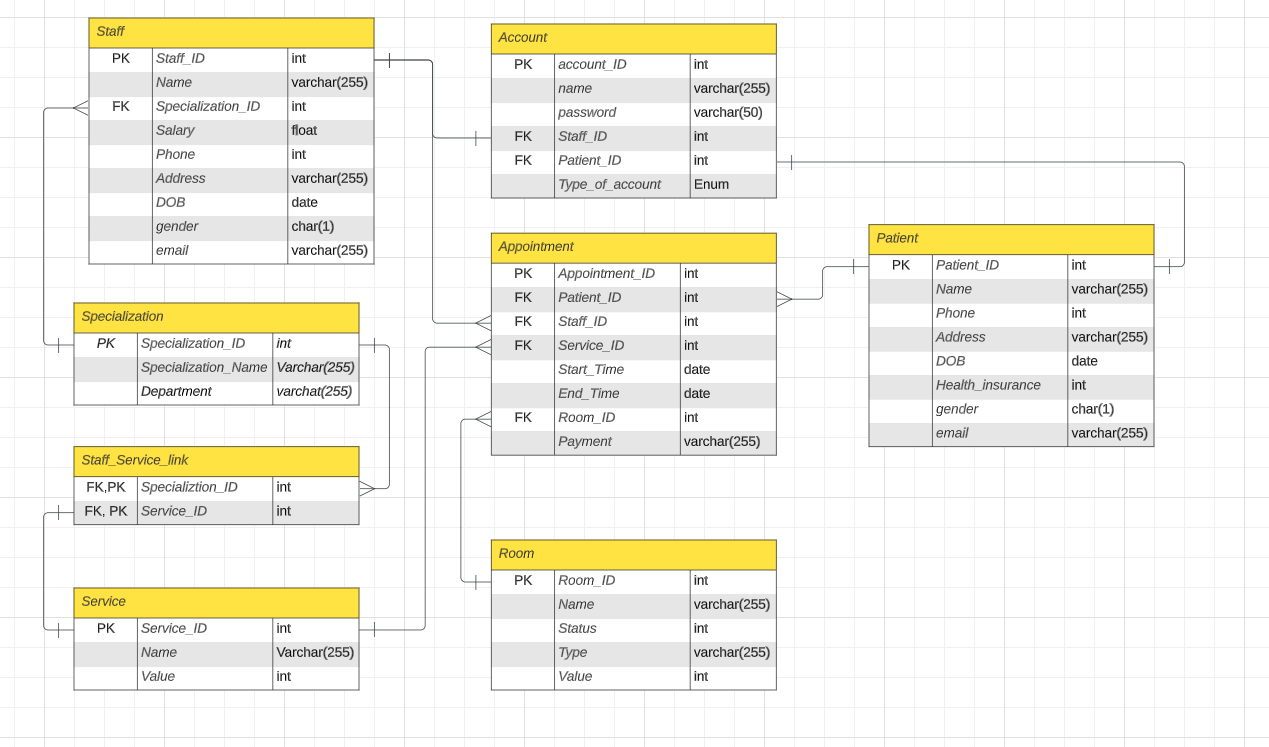 Staff
PK Staff_ID int
Name varchar(255)
FK Specialization_ID int
Salary float
Phone int
Address varchar(255)
DOB date
gender char(1)
email varchar(255)
Account
PK account_ID int
name varchar(255)
password varchar(50)
FK Staff_ID int
FK Patient_ID int
Type_of_account Enum
Appointment
PK Appointment_ID int
FK Patient_ID int
FK Staff_ID int
FK Service_ID int
Start_Time date
End_Time date
FK Room_ID int
Payment varchar(255)
Patient
PK Patient_ID int
Name varchar(255)
Phone int
Address varchar(255)
DOB date
Health_insurance int
gender char(1)
email varchar(255)
Specialization
PK Specialization_ID int
Specialization_Name Varchar(255)
Department varchat(255)
Staff_Service_link
FK,PK Specializtion_ID int
FK, PK Service_ID int
Service
PK Service_ID int
Name Varchar(255)
Value int
Room
PK Room_ID int
Name varchar(255)
Status int
Type varchar(255)
Value int